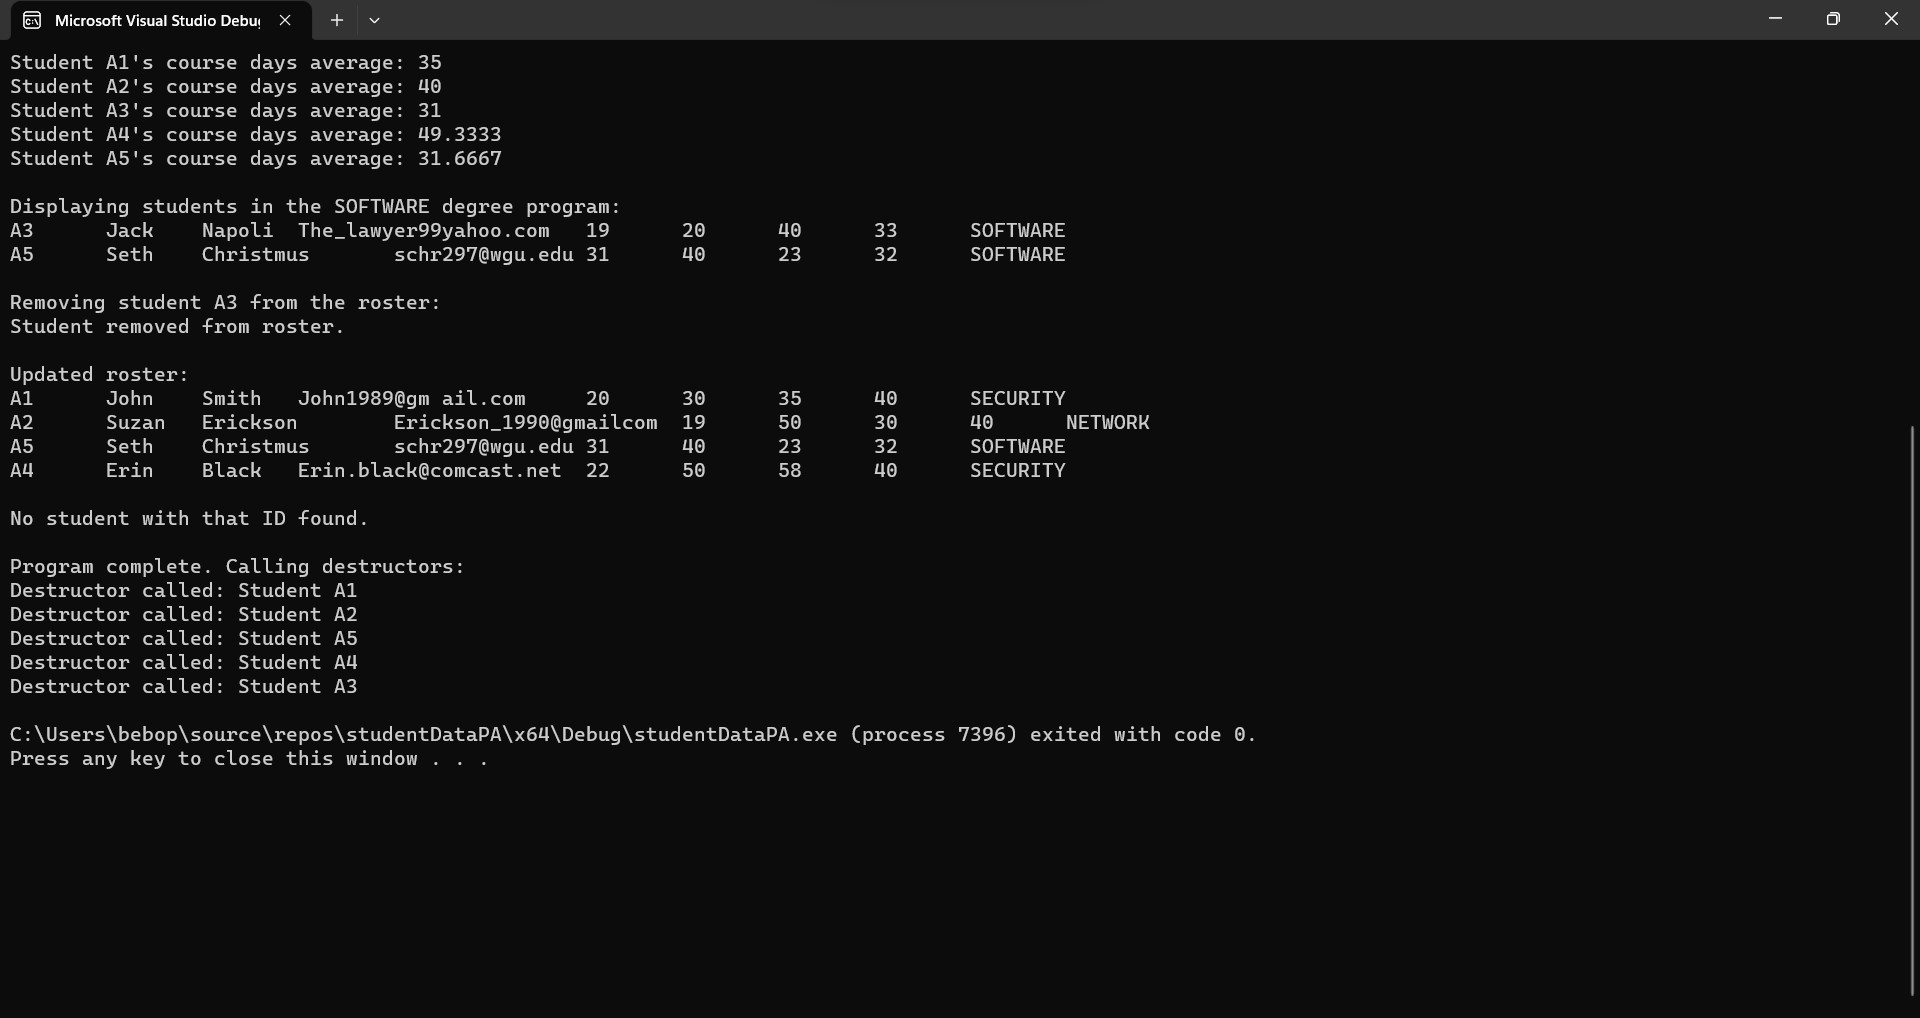 Microsoft Visual Studio Debug
Student A1's course days average: 35
Student A2's course days average: 40
Student A3's course days average: 31
Student A4's course days average: 49.3333
Student A5's course days average: 31.6667
Displaying students in the SOFTWARE degree program:
A3 Jack Napoli The_lawyer99yahoo.com 19 20 40 33 SOFTWARE
A5 Seth Christmus schr297@wgu.edu 31 40 23 32 SOFTWARE
Removing student A3 from the roster:
Student removed from roster.
Updated roster:
A1 John Smith John1989@gm ail.com 20 30 35 40 SECURITY
A2 Suzan Erickson Erickson_1990@gmailcom 19 50 30 40 NETWORK
A5 Seth Christmus schr297@wgu.edu 31 40 23 32 SOFTWARE
A4 Erin Black Erin.black@comcast.net 22 50 58 40 SECURITY
No student with that ID found.
Program complete. Calling destructors:
Destructor called: Student A1
Destructor called: Student A2
Destructor called: Student A5
Destructor called: Student A4
Destructor called: Student A3
C:\Users\bebop\source\repos\studentDataPA\x64\Debug\studentDataPA.exe (process 7396) exited with code 0.
Press any key to close this window . . .